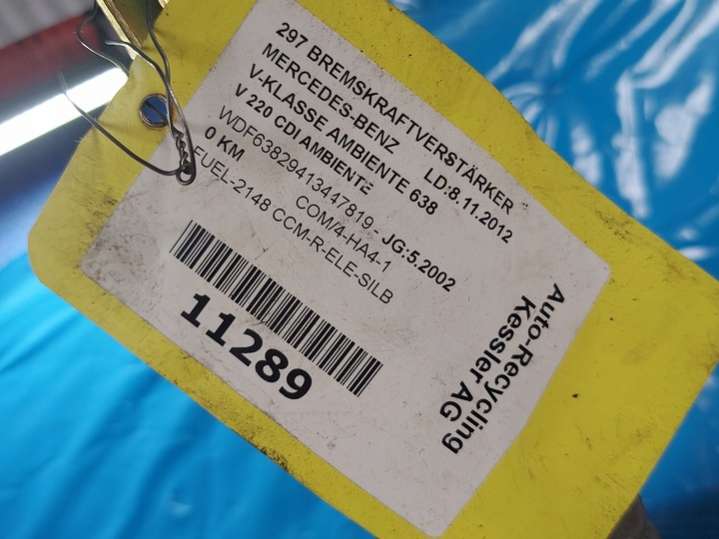 297 BREMSKRAFTVERSTÄRKER
MERCEDES-BENZ LD:8.11.2012
V-KLASSE AMBIENTE 638
V 220 CDI AMBIENTE
WDF63829413447819 - JG:5.2002
0 KM COM/4-HA4-1
FUEL-2148 CCM-R-ELE-SILB
11289
Auto-Recycling
Kessler AG